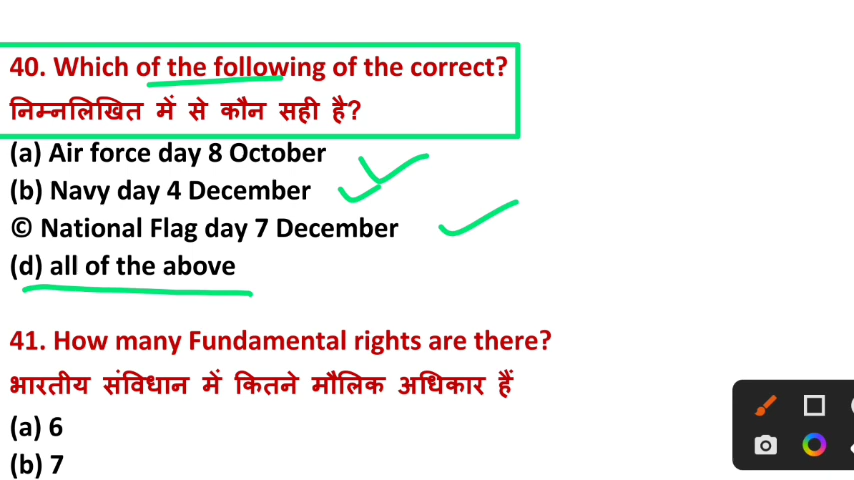 40. Which of the following of the correct?
निम्नलिखित में से कौन सही है?
(a) Air force day 8 October
(b) Navy day 4 December
© National Flag day 7 December
(d) all of the above
41. How many Fundamental rights are there?
भारतीय संविधान में कितने मौलिक अधिकार हैं
(a) 6
(b) 7